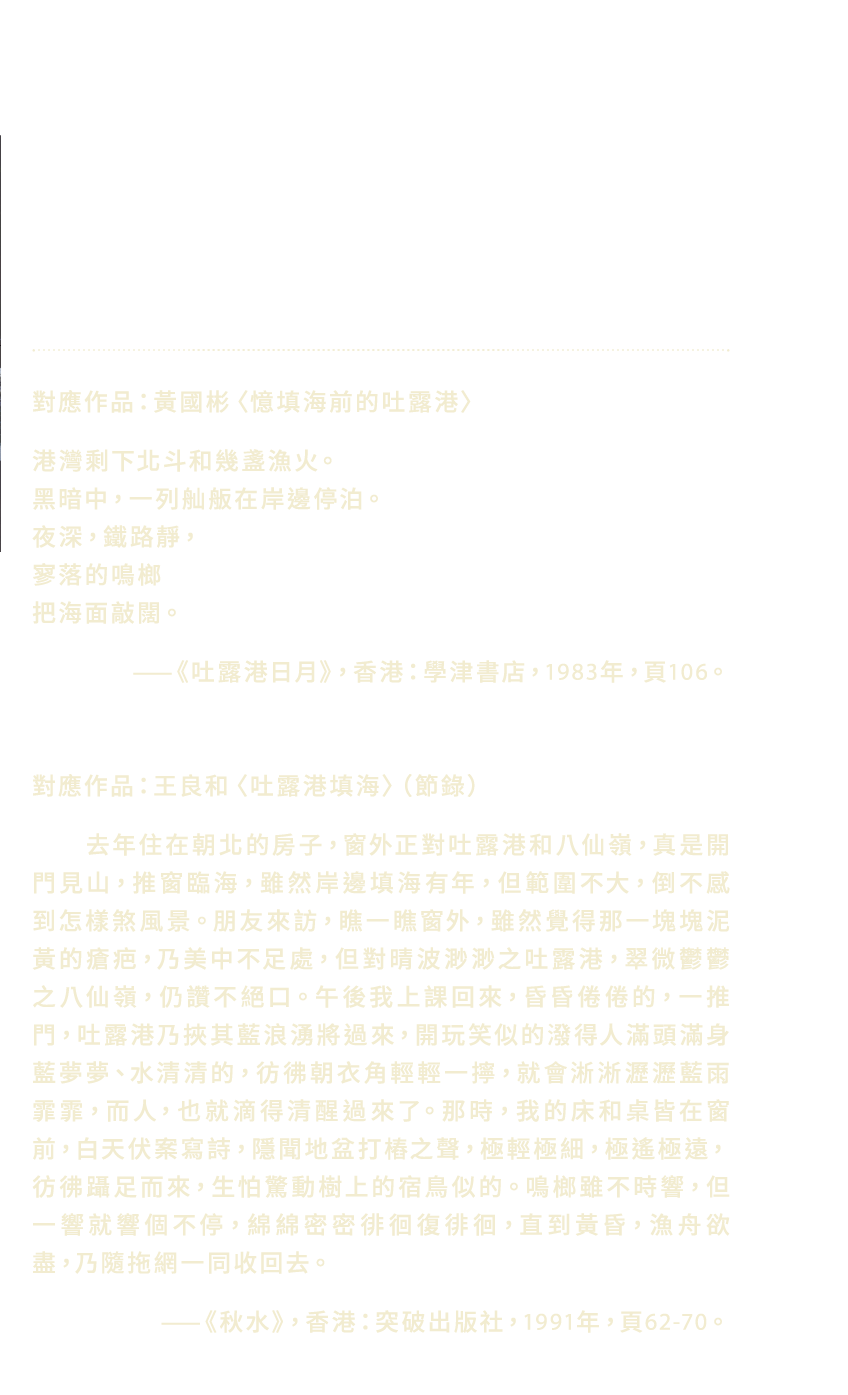 對應作品：黃國彬〈憶填海前的吐露港〉
港灣剩下北斗和幾盞漁火。
黑暗中，一列舢舨在岸邊停泊。
夜深，鐵路靜，
寥落的鳴榔
把海面敲闊。
——《吐露港日月》，香港：學津書店，1983年，頁106。
對應作品：王良和〈吐露港填海〉（節錄）
去年住在朝北的房子，窗外正對吐露港和八仙嶺，真是開
門見山，推窗臨海，雖然岸邊填海有年，但範圍不大，倒不感
到怎樣煞風景。朋友來訪，瞧一瞧窗外，雖然覺得那一塊塊泥
黃的瘡疤，乃美中不足處，但對晴波渺渺之吐露港，翠微鬱鬱
之八仙嶺，仍讚不絕口。午後我上課回來，昏昏倦倦的，一推
門，吐露港乃挾其藍浪湧將過來，開玩笑似的潑得人滿頭滿身
藍夢夢、水清清的，彷彿朝衣角輕輕一擰，就會淅淅瀝瀝藍雨
霏霏，而人，也就滴得清醒過來了。那時，我的床和桌皆在窗
前，白天伏案寫詩，隱聞地盆打樁之聲，極輕極細，極遙極遠，
彷彿躡足而來，生怕驚動樹上的宿鳥似的。鳴榔雖不時響，但
一響就響個不停，綿綿密密徘徊復徘徊，直到黃昏，漁舟欲
盡，乃隨拖網一同收回去。
——《秋水》，香港：突破出版社，1991年，頁62-70。